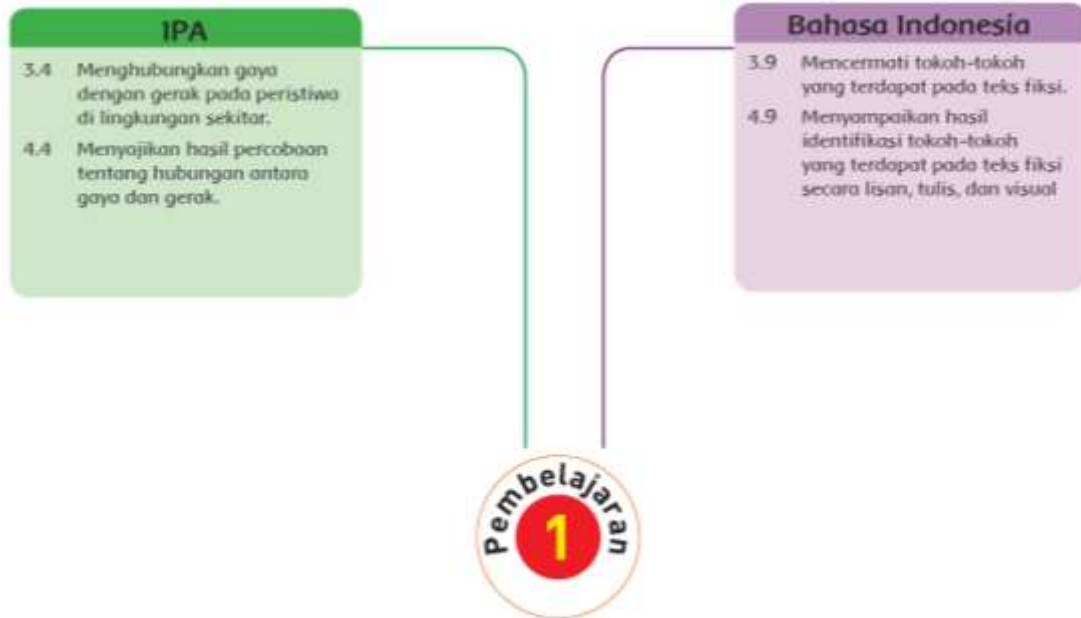 IPA
3.4 Menghubungkan gaya
dengan gerak pada peristiwa
di lingkungan sekitar.
4.4 Menyajikan hasil percobaan
tentang hubungan antara
gaya dan gerak.
Bahasa Indonesia
3.9 Mencermati tokoh-tokoh
yang terdapat pada teks fiksi.
4.9 Menyampaikan hasil
identifikasi tokoh-tokoh
yang terdapat pada teks fiksi
secara lisan, tulis, dan visual
Pembelajaran
1